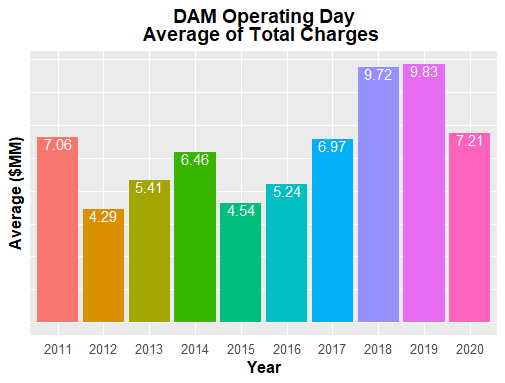 DAM Operating Day
Average of Total Charges
Average ($MM)
7.06
4.29
5.41
6.46
4.54
5.24
6.97
9.72
9.83
7.21
2011 2012 2013 2014 2015 2016 2017 2018 2019 2020
Year